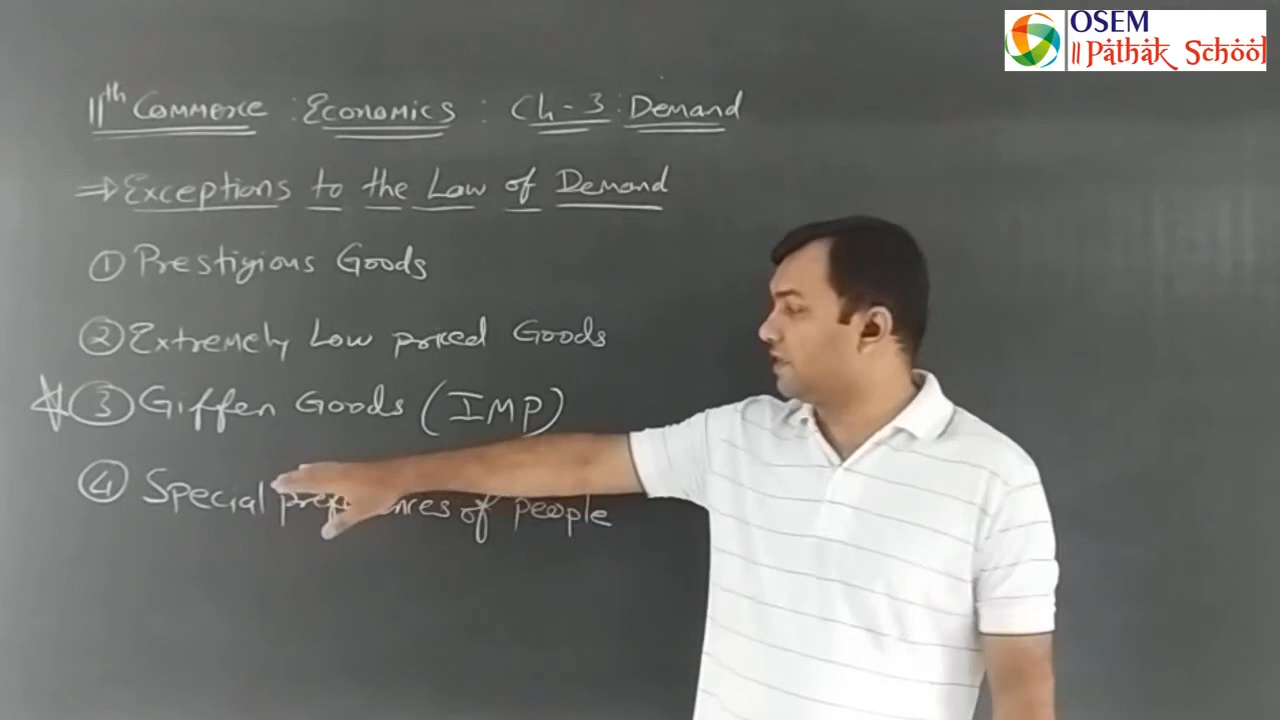 OSEM
॥Pathak School
11th Commerce : Economics : Ch-3 : Demand
⇒ Exceptions to the Law of Demand
① Prestigious Goods
② Extremely Low priced Goods
③ Giffen Goods (IMP)
④ Special of people